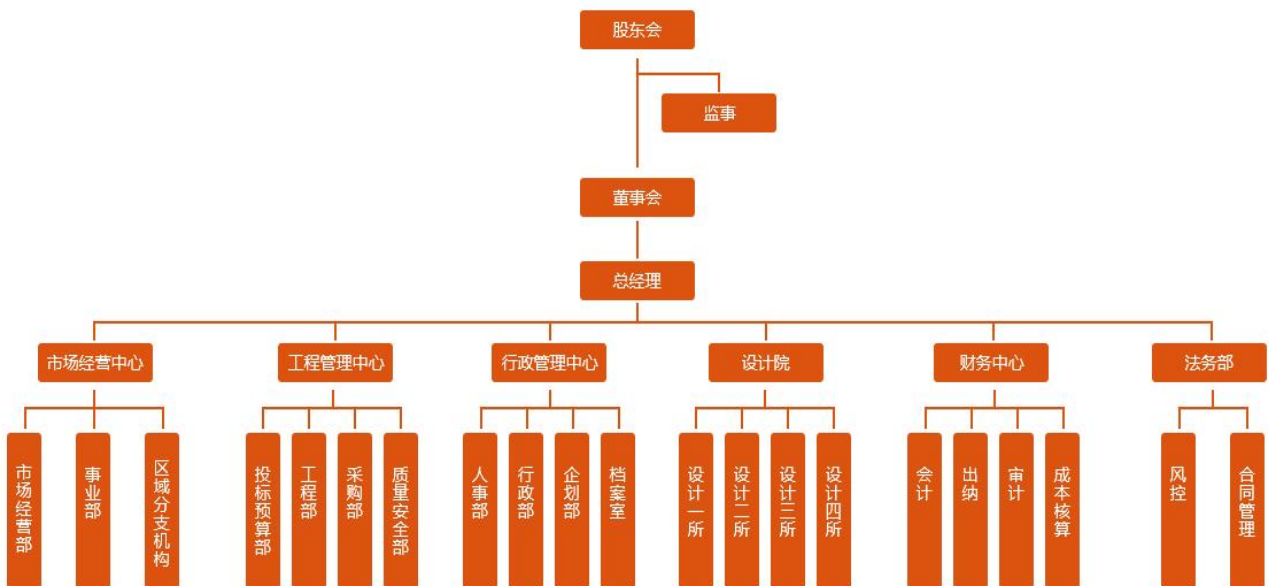 股东会
监事
董事会
总经理
市场经营中心
工程管理中心
行政管理中心
设计院
财务中心
法务部
市场经营部
事业部
区域分支机构
投标预算部
工程部
采购部
质量安全部
人事部
行政部
企划部
档案室
设计一所
设计二所
设计三所
设计四所
会计
出纳
审计
成本核算
风控
合同管理